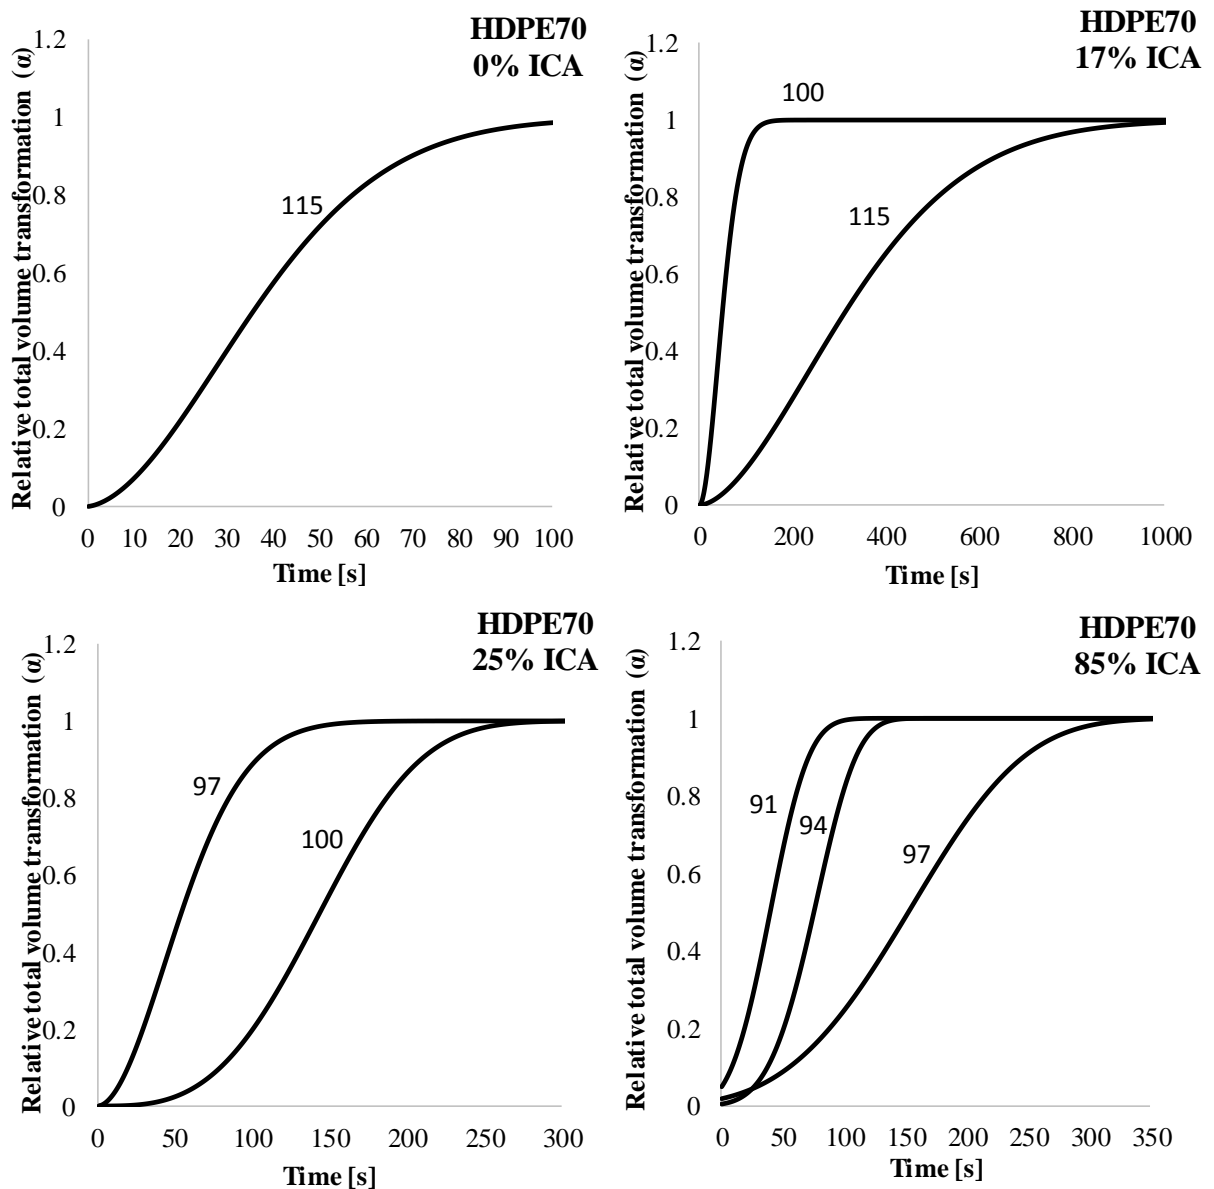 HDPE70
0% ICA
Relative total volume transformation (α)
1.2
1
0.8
0.6
0.4
0.2
0
115
0 10 20 30 40 50 60 70 80 90 100
Time [s]
HDPE70
17% ICA
Relative total volume transformation (α)
1.2
1
0.8
0.6
0.4
0.2
0
100
115
0 200 400 600 800 1000
Time [s]
HDPE70
25% ICA
Relative total volume transformation (α)
1.2
1
0.8
0.6
0.4
0.2
0
97
100
0 50 100 150 200 250 300
Time [s]
HDPE70
85% ICA
Relative total volume transformation (α)
1.2
1
0.8
0.6
0.4
0.2
0
91
94
97
0 50 100 150 200 250 300 350
Time [s]